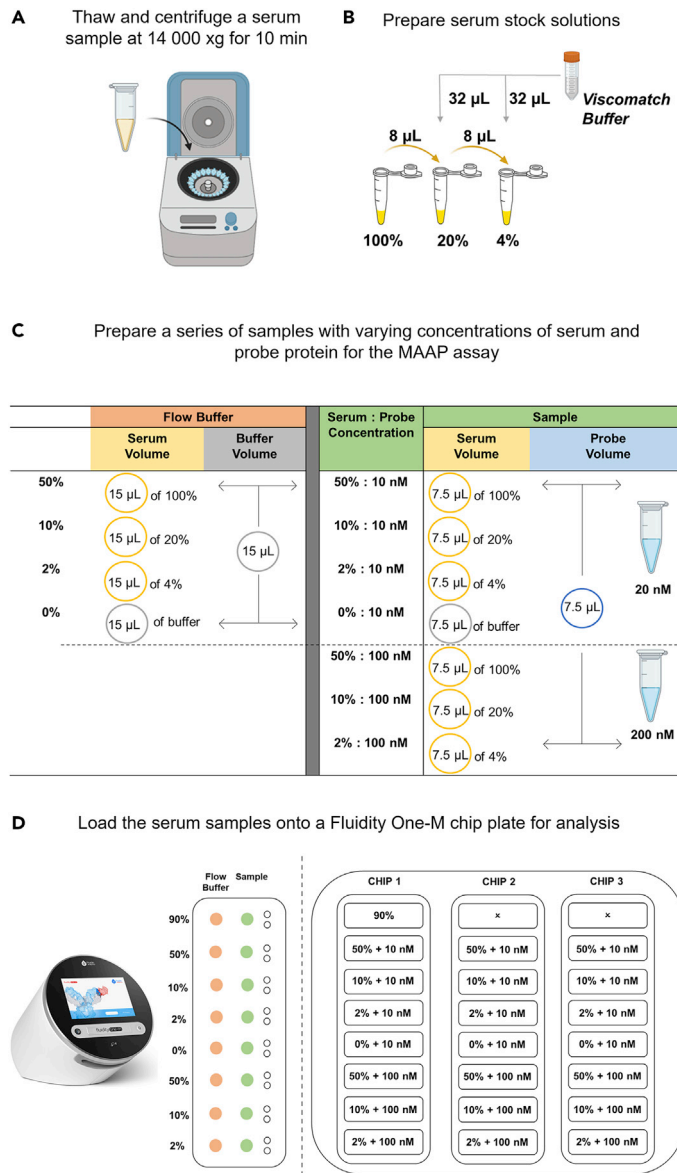 A
Thaw and centrifuge a serum
sample at 14 000 xg for 10 min
B
Prepare serum stock solutions
32 µL
32 µL
Viscomatch
Buffer
8 µL
8 µL
100%
20%
4%
C
Prepare a series of samples with varying concentrations of serum and
probe protein for the MAAP assay
Flow Buffer
Serum : Probe
Concentration
Sample
Serum
Volume
Buffer
Volume
Serum
Volume
Probe
Volume
50%
15 µL of 100%
50% : 10 nM
7.5 µL of 100%
10%
15 µL of 20%
15 µL
10% : 10 nM
7.5 µL of 20%
2%
15 µL of 4%
2% : 10 nM
7.5 µL of 4%
20 nM
0%
15 µL of buffer
0% : 10 nM
7.5 µL of buffer
7.5 µL
50% : 100 nM
7.5 µL of 100%
10% : 100 nM
7.5 µL of 20%
200 nM
2% : 100 nM
7.5 µL of 4%
D
Load the serum samples onto a Fluidity One-M chip plate for analysis
Flow
Buffer
Sample
90%
50%
10%
2%
0%
50%
10%
2%
CHIP 1
CHIP 2
CHIP 3
90%
×
×
50% + 10 nM
50% + 10 nM
50% + 10 nM
10% + 10 nM
10% + 10 nM
10% + 10 nM
2% + 10 nM
2% + 10 nM
2% + 10 nM
0% + 10 nM
0% + 10 nM
0% + 10 nM
50% + 100 nM
50% + 100 nM
50% + 100 nM
10% + 100 nM
10% + 100 nM
10% + 100 nM
2% + 100 nM
2% + 100 nM
2% + 100 nM